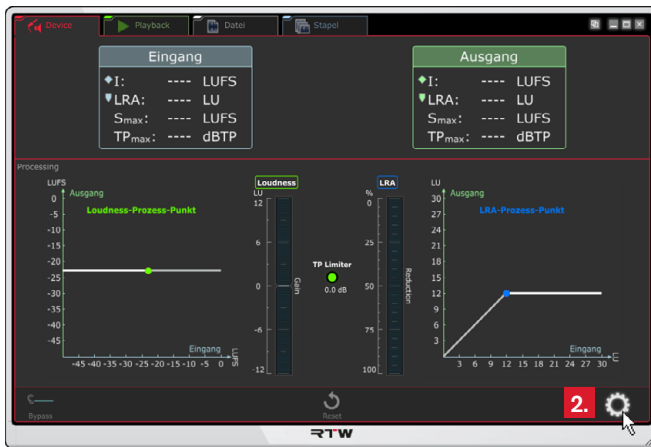 Device Playback Datei Stapel
Eingang
I: ---- LUFS
LRA: ---- LU
Smax: ---- LUFS
TPmax: ---- dBTP
Ausgang
I: ---- LUFS
LRA: ---- LU
Smax: ---- LUFS
TPmax: ---- dBTP
Processing
LUFS
Ausgang
Loudness-Prozess-Punkt
0
-5
-10
-15
-20
-25
-30
-35
-40
-45
Eingang
-45 -40 -35 -30 -25 -20 -15 -10 -5 0
LUFS
Loudness
LU
12
6
0
-6
-12
Gain
TP Limiter
0.0 dB
LRA
%
0
25
50
75
100
Reduction
LU
Ausgang
LRA-Prozess-Punkt
30
27
24
21
18
15
12
9
6
3
Eingang
3 6 9 12 15 18 21 24 27 30
LU
Bypass
Reset
2.
RTW